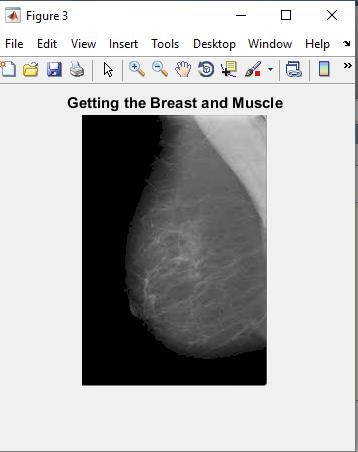 Figure 3
File Edit View Insert Tools Desktop Window Help
Getting the Breast and Muscle